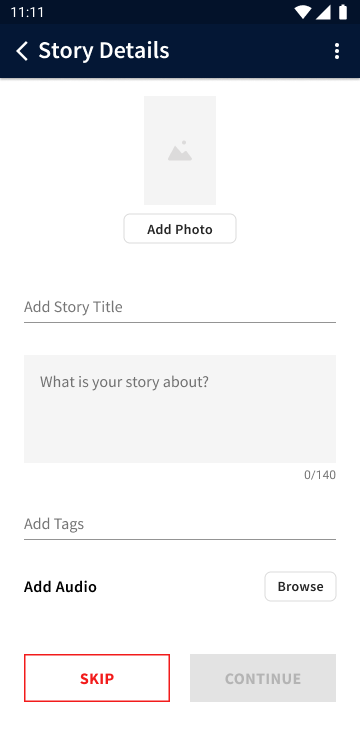 11:11
Story Details
Add Photo
Add Story Title
What is your story about?
0/140
Add Tags
Add Audio
Browse
SKIP
CONTINUE